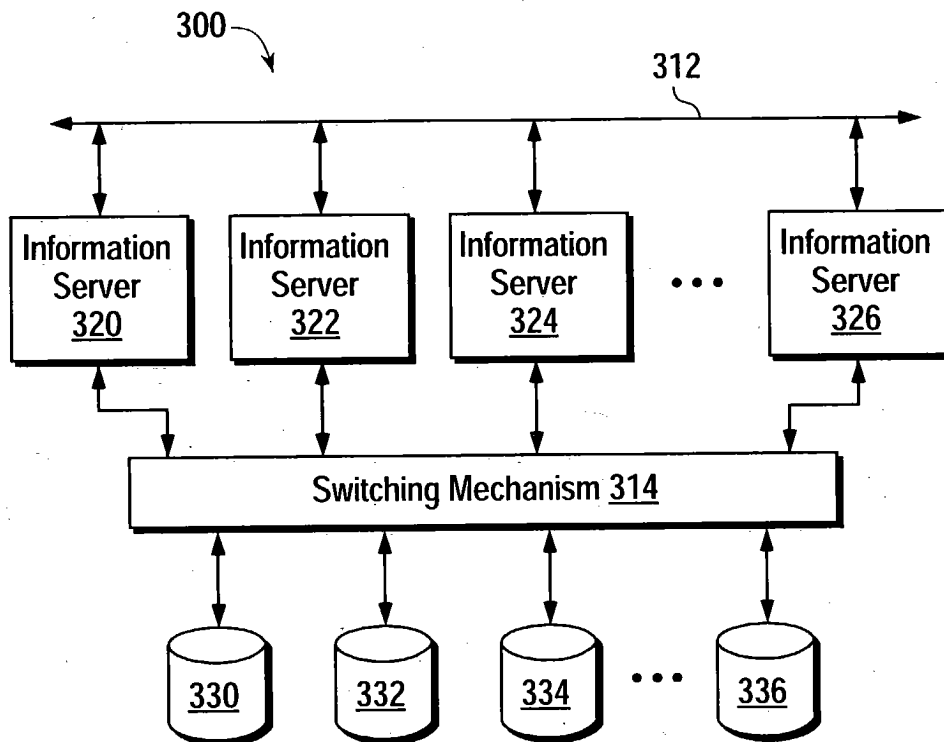 300
312
Information
Server
320
Information
Server
322
Information
Server
324
Information
Server
326
Switching Mechanism 314
330
332
334
336